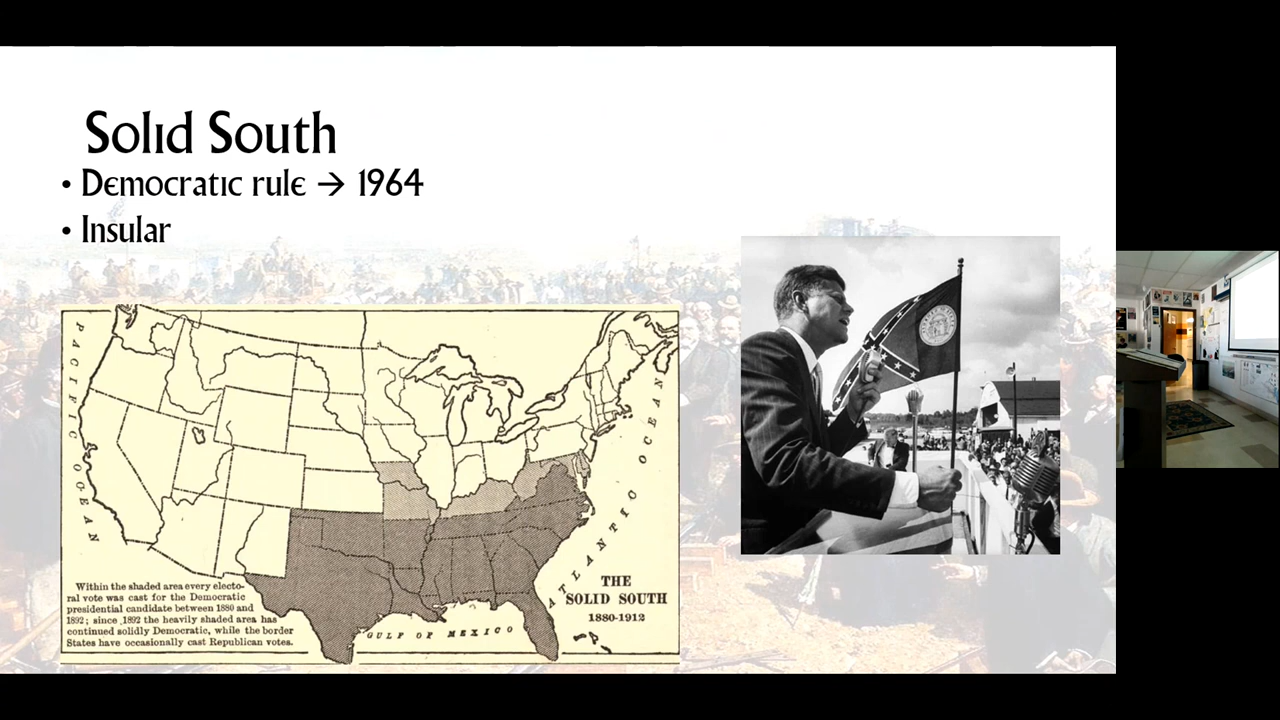 Solid South
• Democratic rule → 1964
• Insular
PACIFIC OCEAN
ATLANTIC OCEAN
Within the shaded area every electo-
ral vote was cast for the Democratic
presidential candidate between 1880 and
1892; since 1892 the heavily shaded area has
continued solidly Democratic, while the border
States have occasionally cast Republican votes.
GULF OF MEXICO
THE
SOLID SOUTH
1880-1912